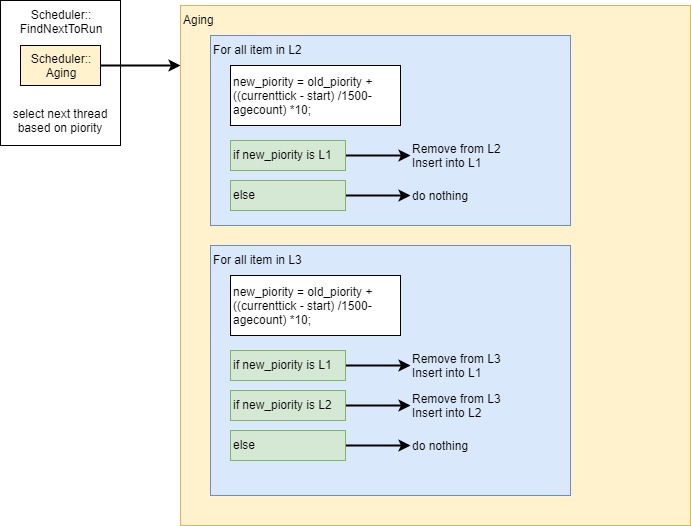 Scheduler::
FindNextToRun
Scheduler::
Aging
select next thread
based on piority
Aging
For all item in L2
new_piority = old_piority +
((currenttick - start) /1500-
agecount) *10;
if new_piority is L1
Remove from L2
Insert into L1
else
do nothing
For all item in L3
new_piority = old_piority +
((currenttick - start) /1500-
agecount) *10;
if new_piority is L1
Remove from L3
Insert into L1
if new_piority is L2
Remove from L3
Insert into L2
else
do nothing